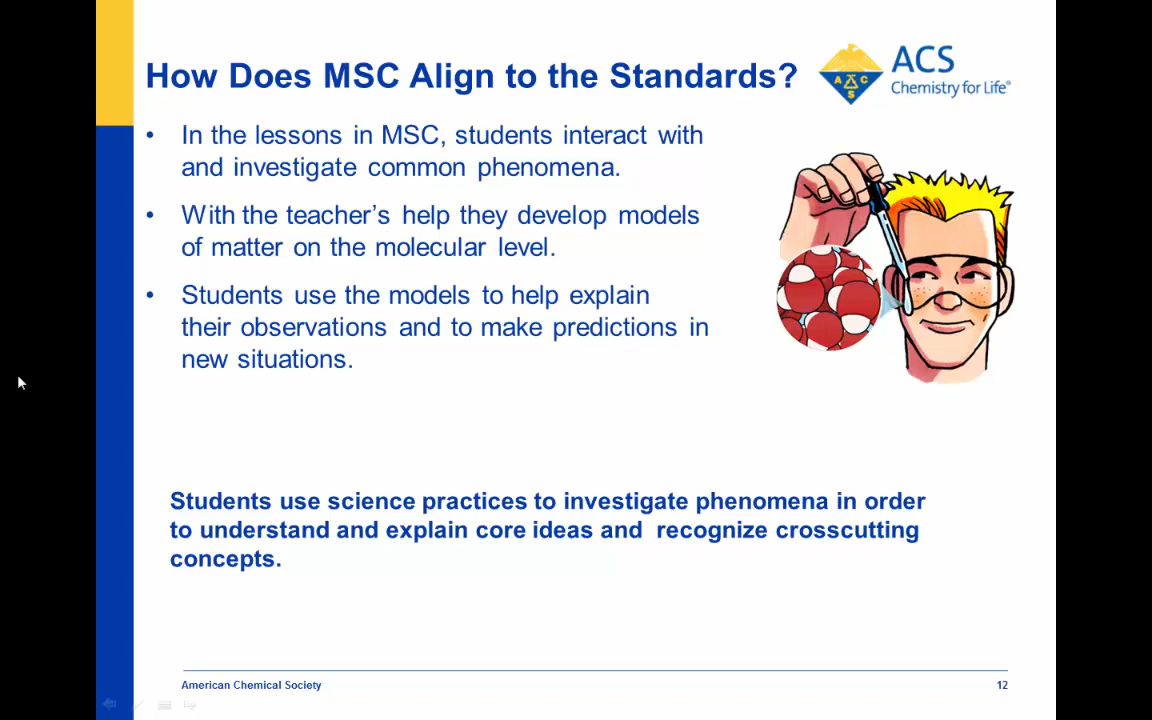 How Does MSC Align to the Standards?
ACS
Chemistry for Life®
A C S
• In the lessons in MSC, students interact with
and investigate common phenomena.
• With the teacher’s help they develop models
of matter on the molecular level.
• Students use the models to help explain
their observations and to make predictions in
new situations.
Students use science practices to investigate phenomena in order
to understand and explain core ideas and recognize crosscutting
concepts.
American Chemical Society
12